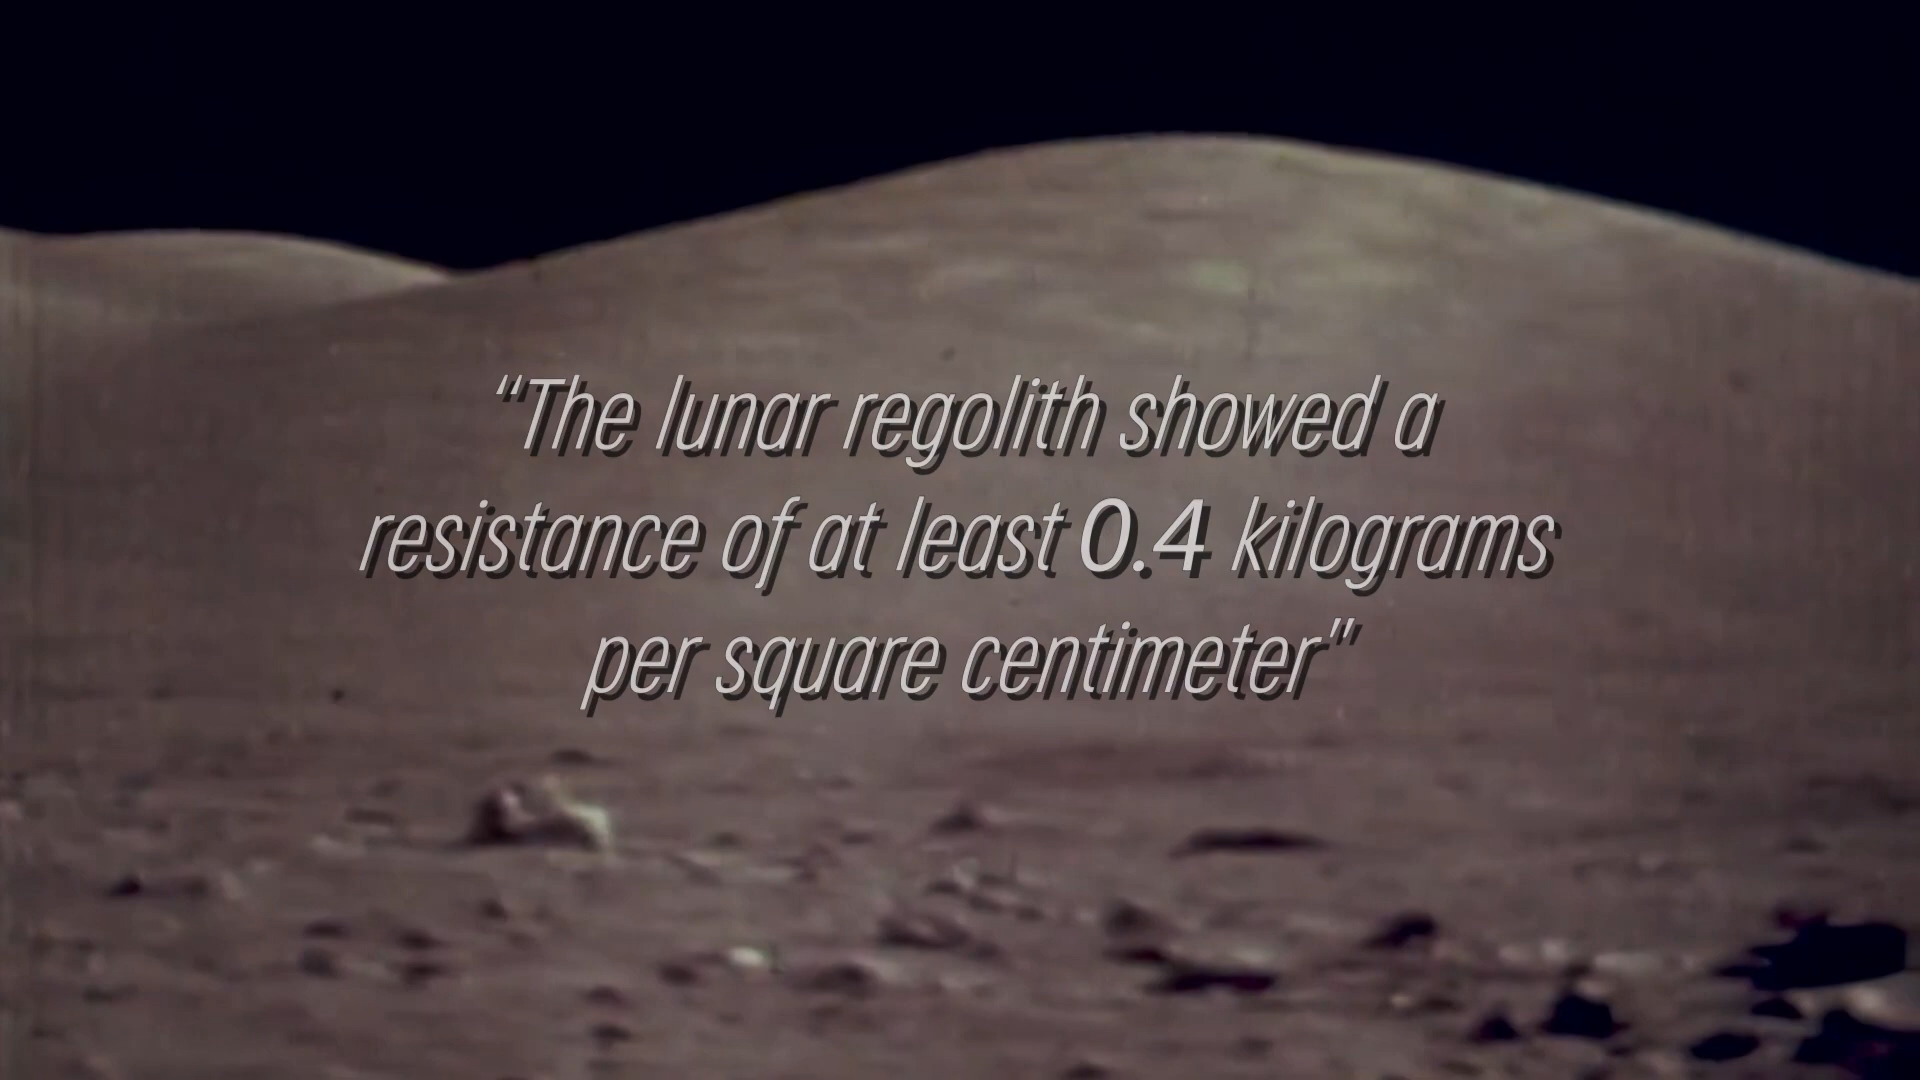 “The lunar regolith showed a
resistance of at least 0.4 kilograms
per square centimeter”